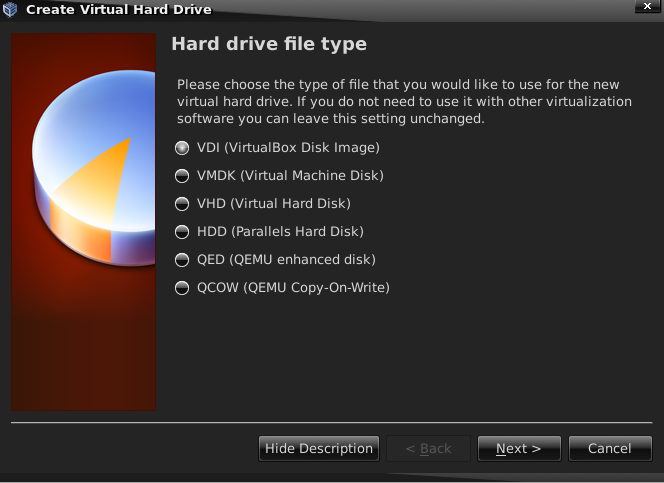 Create Virtual Hard Drive
Hard drive file type
Please choose the type of file that you would like to use for the new
virtual hard drive. If you do not need to use it with other virtualization
software you can leave this setting unchanged.
VDI (VirtualBox Disk Image)
VMDK (Virtual Machine Disk)
VHD (Virtual Hard Disk)
HDD (Parallels Hard Disk)
QED (QEMU enhanced disk)
QCOW (QEMU Copy-On-Write)
Hide Description < Back Next > Cancel